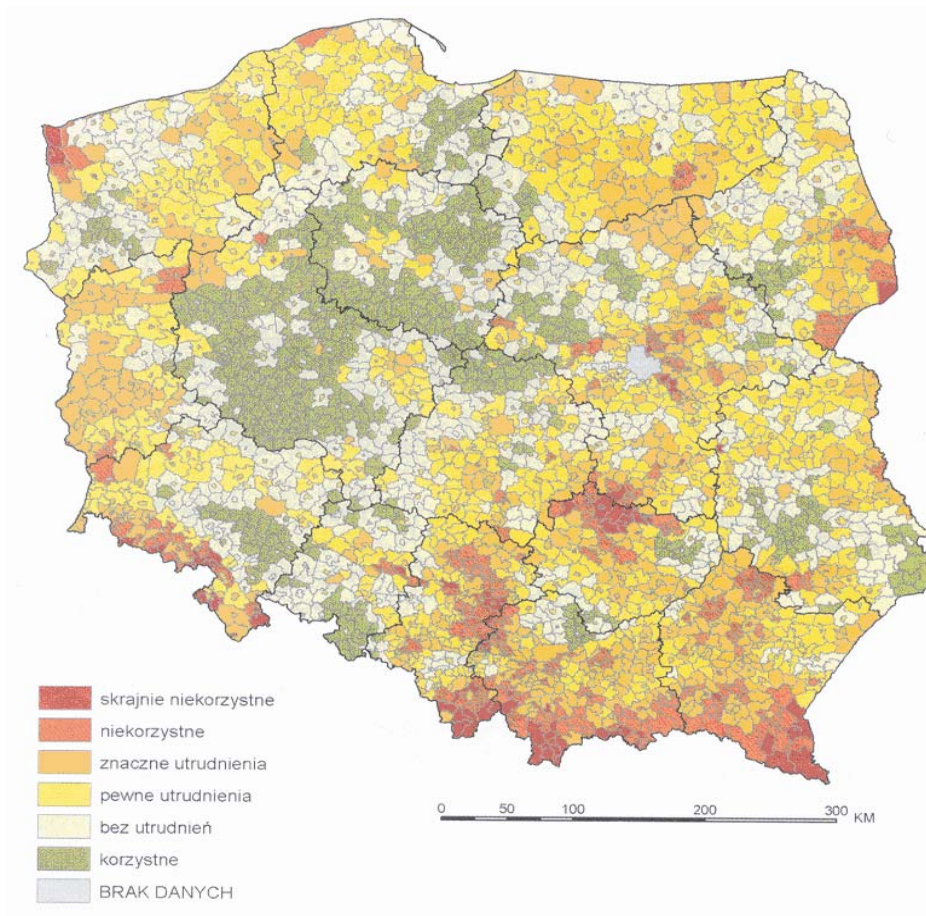 skrajnie niekorzystne
niekorzystne
znaczne utrudnienia
pewne utrudnienia
bez utrudnień
korzystne
BRAK DANYCH
0 50 100 200 300 KM